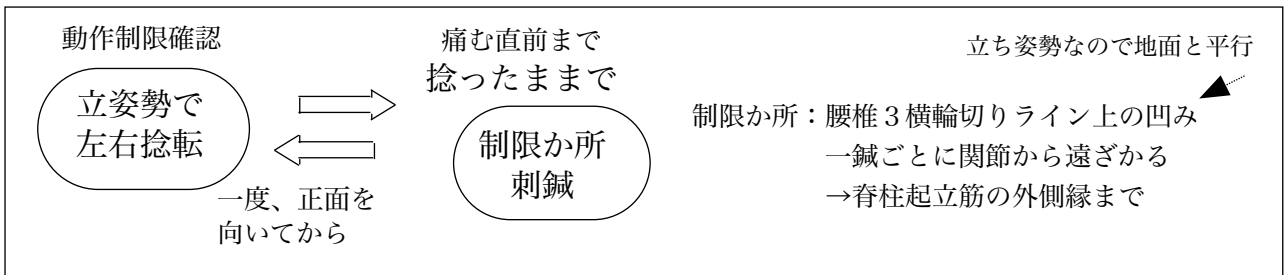 動作制限確認
立姿勢で
左右捻転
一度、正面を
向いてから
痛む直前まで
捻ったままで
制限か所
刺鍼
立ち姿勢なので地面と平行
制限か所：腰椎３横輪切りライン上の凹み
一鍼ごとに関節から遠ざかる
→脊柱起立筋の外側縁まで